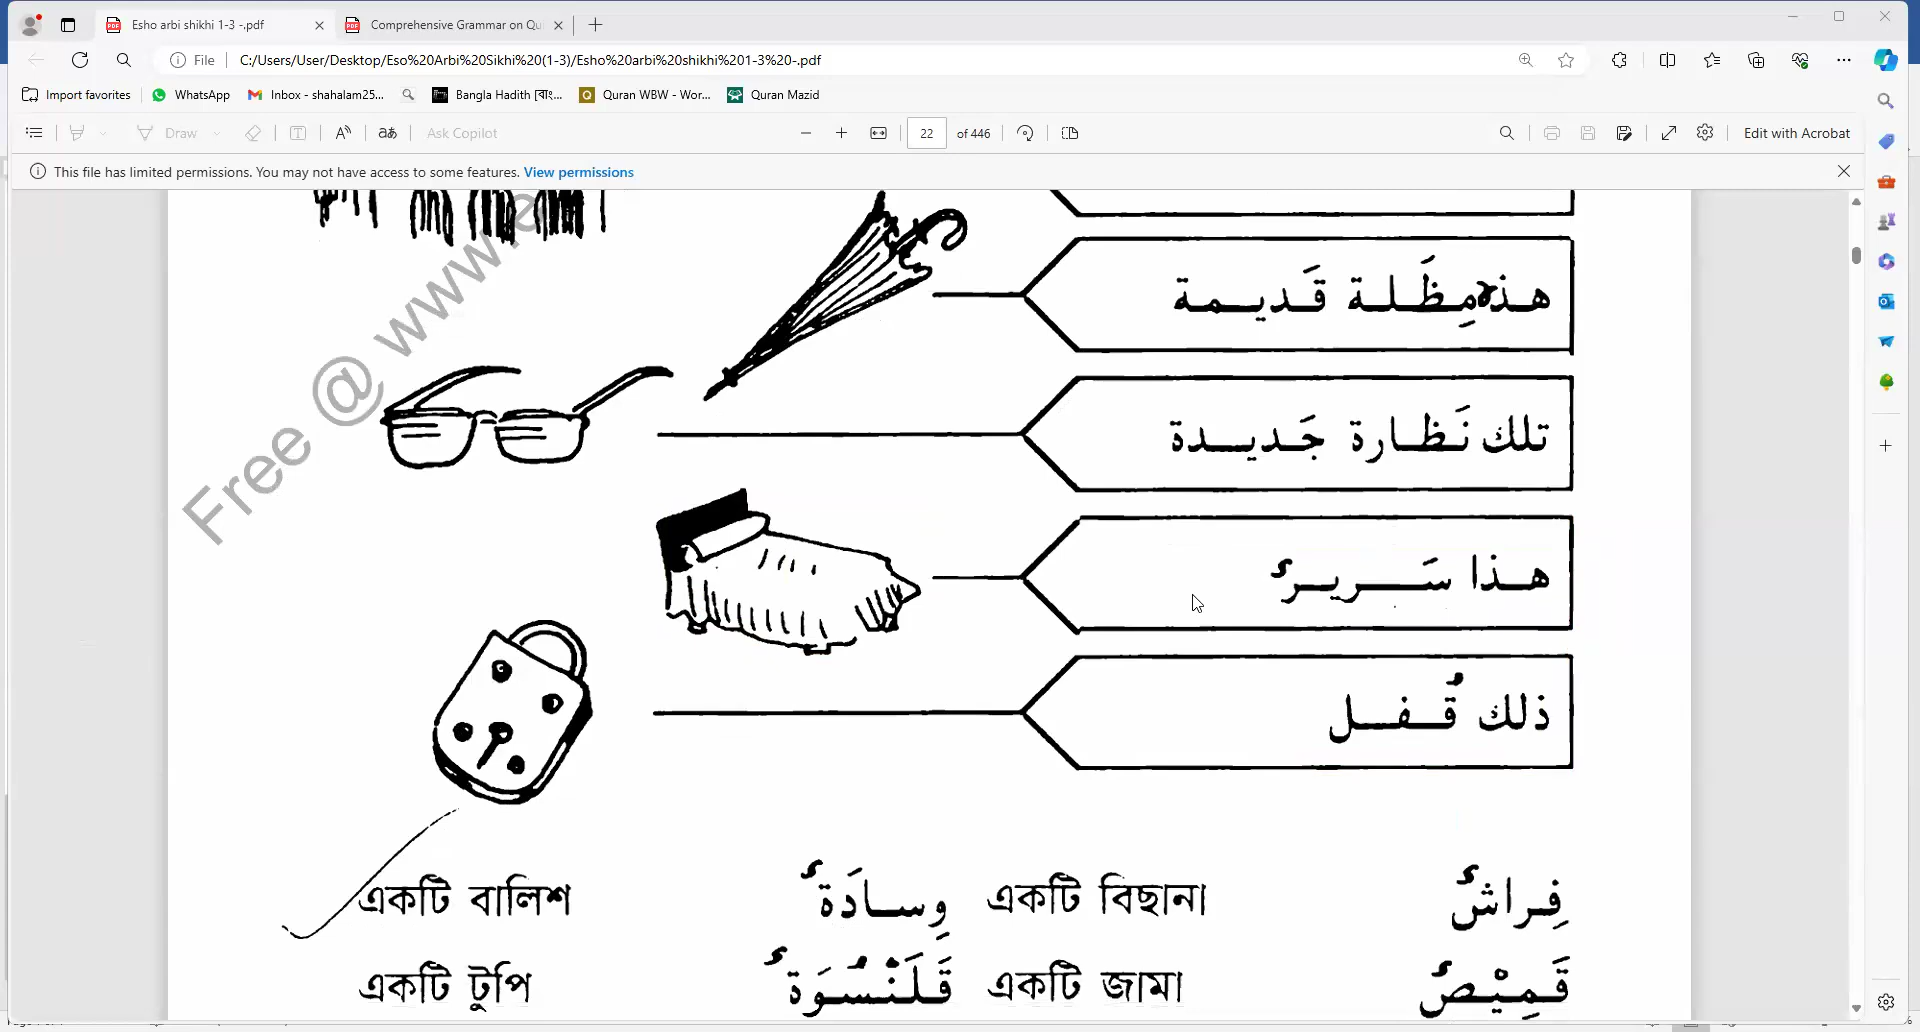 Esho arbi shikhi 1-3 -.pdf
Comprehensive Grammar on Qu
File C:/Users/User/Desktop/Eso%20Arbi%20Sikhi%20(1-3)/Esho%20arbi%20shikhi%201-3%20-.pdf
Import favorites WhatsApp Inbox - shahalam25... Bangla Hadith [বাং... Quran WBW - Wor... Quran Mazid
Draw Ask Copilot 22 of 446 Edit with Acrobat
This file has limited permissions. You may not have access to some features. View permissions
Free @ www.e
هذه مِظَلة قَديمة
تلك نَظارة جَديدة
هذا سَرير
ذلك قُفل
فِراشٌ একটি বিছানা وِسادَةٌ একটি বালিশ
قَمِيْصٌ একটি জামা قَلَنْسُوَةٌ একটি টুপি